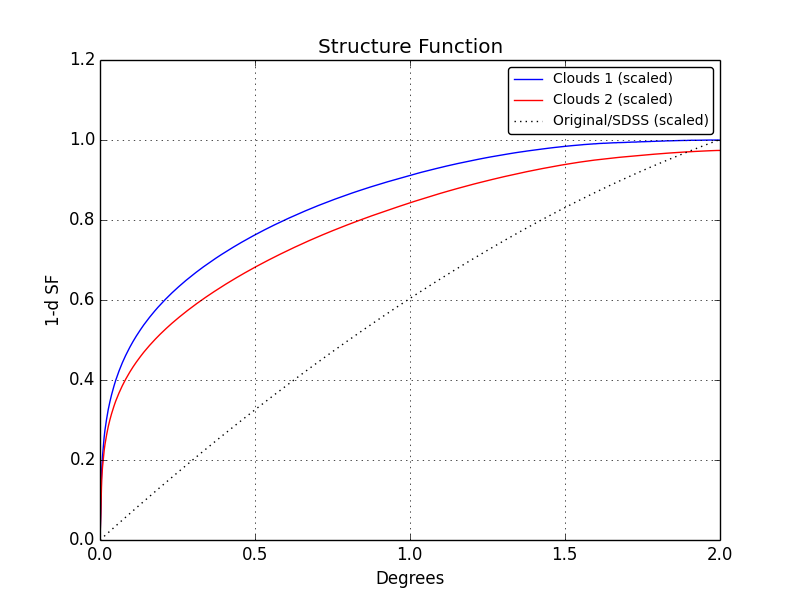 Structure Function
Clouds 1 (scaled)
Clouds 2 (scaled)
Original/SDSS (scaled)
1.2
1.0
0.8
0.6
0.4
0.2
0.0
1-d SF
0.0 0.5 1.0 1.5 2.0
Degrees